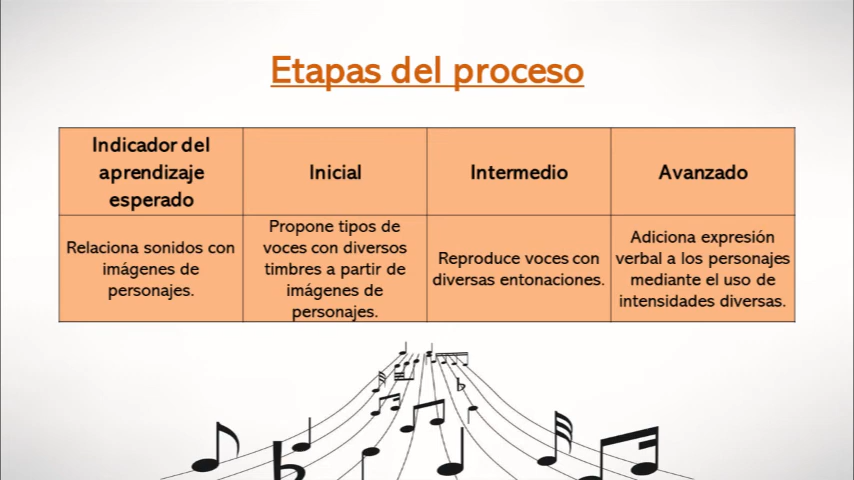 Etapas del proceso
Indicador del
aprendizaje
esperado
Inicial
Intermedio
Avanzado
Relaciona sonidos con
imágenes de
personajes.
Propone tipos de
voces con diversos
timbres a partir de
imágenes de
personajes.
Reproduce voces con
diversas entonaciones.
Adiciona expresión
verbal a los personajes
mediante el uso de
intensidades diversas.